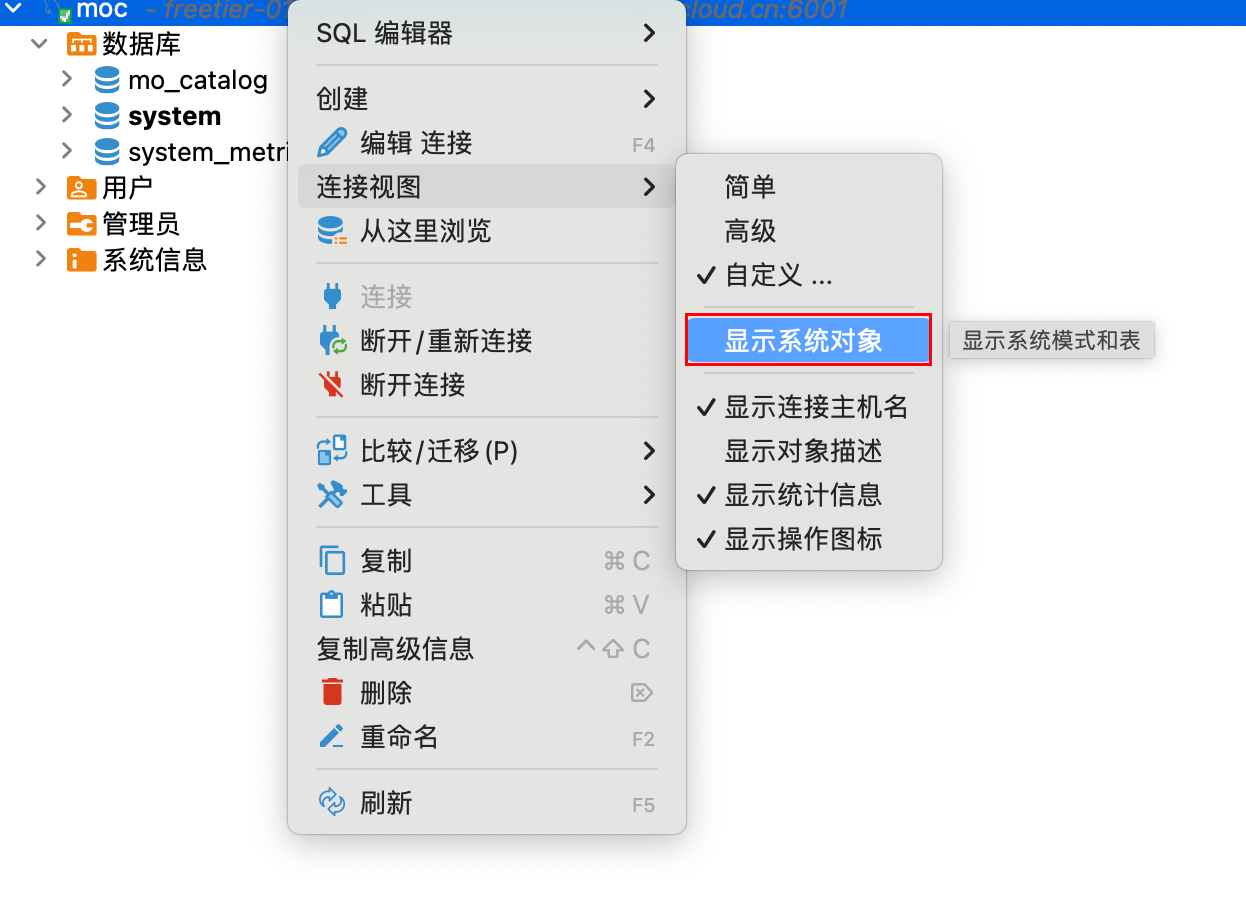 moc - freetier-01
cloud.cn:6001
数据库
mo_catalog
system
system_metri
用户
管理员
系统信息
SQL 编辑器
创建
编辑 连接 F4
连接视图
从这里浏览
连接
断开/重新连接
断开连接
比较/迁移(P)
工具
复制 ⌘ C
粘贴 ⌘ V
复制高级信息 ^ ⇧ C
删除 ⌦
重命名 F2
刷新 F5
简单
高级
✓ 自定义 ...
显示系统对象
✓ 显示连接主机名
显示对象描述
✓ 显示统计信息
✓ 显示操作图标
显示系统模式和表